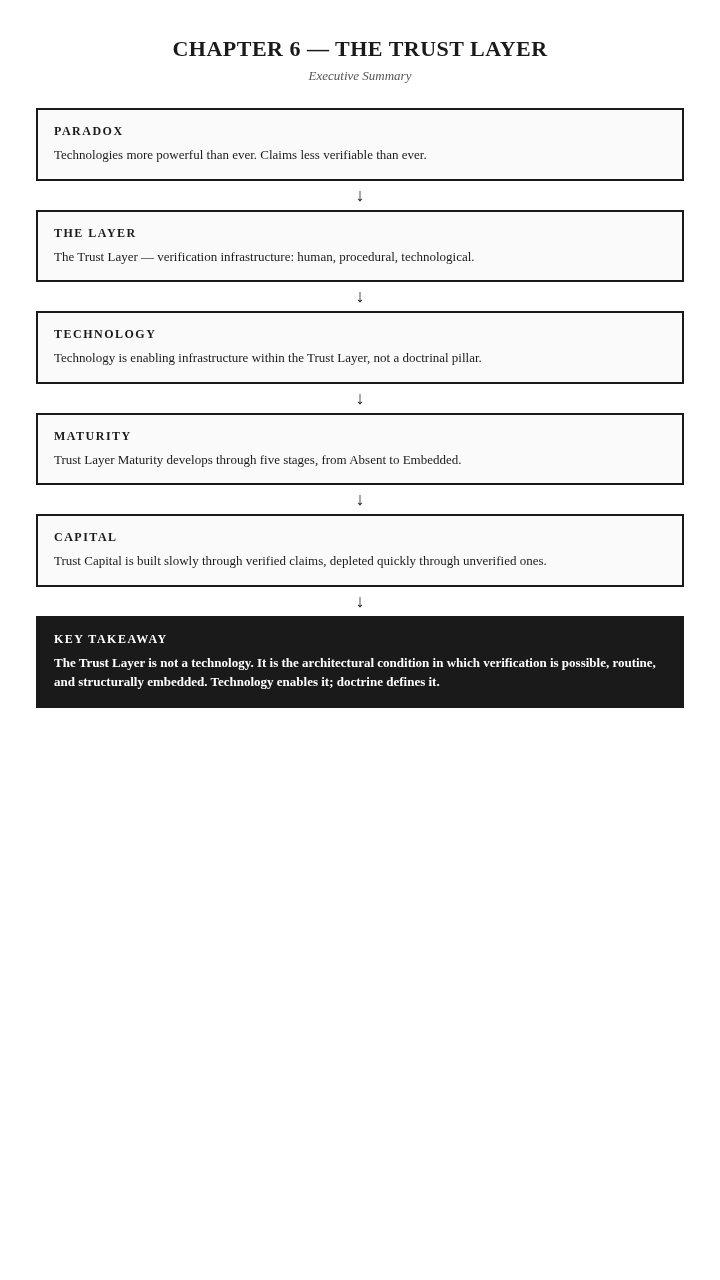 CHAPTER 6 — THE TRUST LAYER
Executive Summary
PARADOX
Technologies more powerful than ever. Claims less verifiable than ever.
↓
THE LAYER
The Trust Layer — verification infrastructure: human, procedural, technological.
↓
TECHNOLOGY
Technology is enabling infrastructure within the Trust Layer, not a doctrinal pillar.
↓
MATURITY
Trust Layer Maturity develops through five stages, from Absent to Embedded.
↓
CAPITAL
Trust Capital is built slowly through verified claims, depleted quickly through unverified ones.
↓
KEY TAKEAWAY
The Trust Layer is not a technology. It is the architectural condition in which verification is possible, routine,
and structurally embedded. Technology enables it; doctrine defines it.